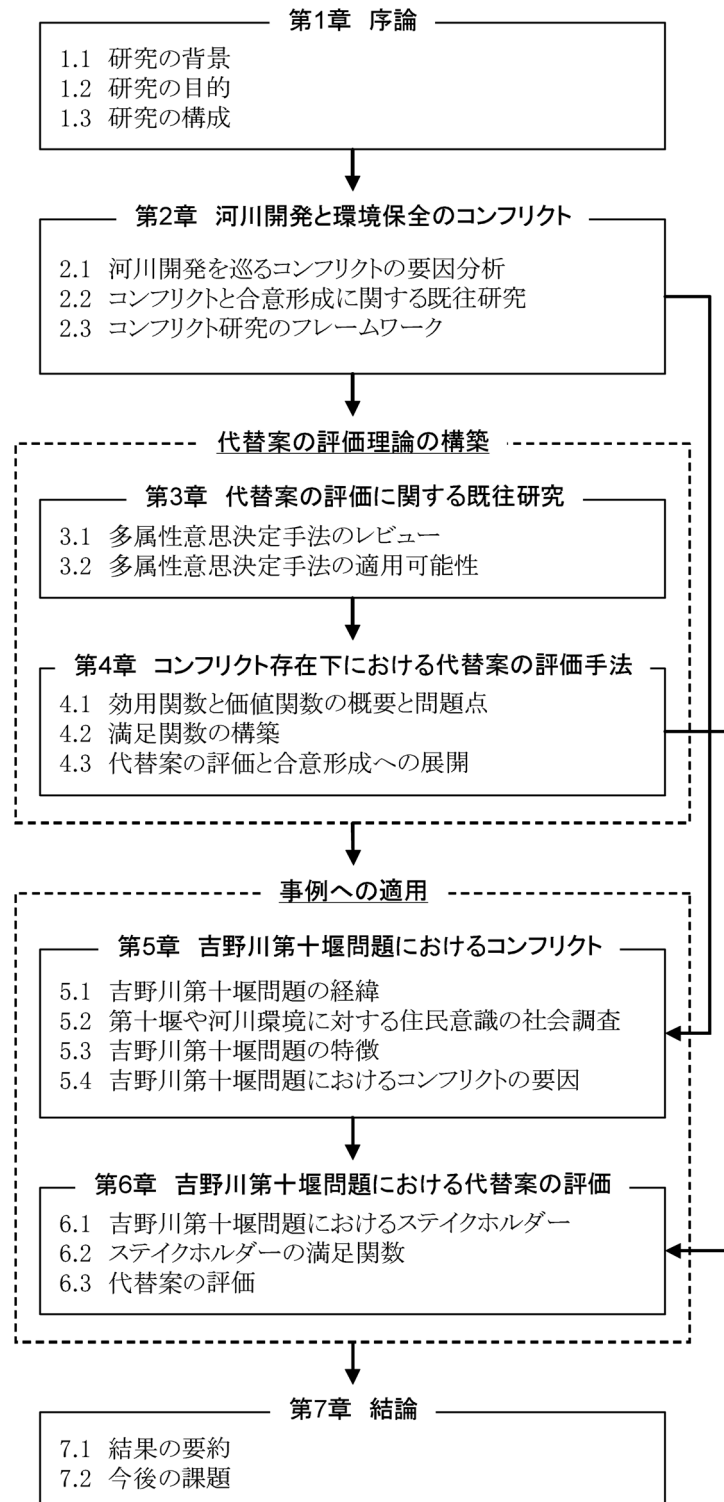 第1章 序論
1.1 研究の背景
1.2 研究の目的
1.3 研究の構成
第2章 河川開発と環境保全のコンフリクト
2.1 河川開発を巡るコンフリクトの要因分析
2.2 コンフリクトと合意形成に関する既往研究
2.3 コンフリクト研究のフレームワーク
代替案の評価理論の構築
第3章 代替案の評価に関する既往研究
3.1 多属性意思決定手法のレビュー
3.2 多属性意思決定手法の適用可能性
第4章 コンフリクト存在下における代替案の評価手法
4.1 効用関数と価値関数の概要と問題点
4.2 満足関数の構築
4.3 代替案の評価と合意形成への展開
事例への適用
第5章 吉野川第十堰問題におけるコンフリクト
5.1 吉野川第十堰問題の経緯
5.2 第十堰や河川環境に対する住民意識の社会調査
5.3 吉野川第十堰問題の特徴
5.4 吉野川第十堰問題におけるコンフリクトの要因
第6章 吉野川第十堰問題における代替案の評価
6.1 吉野川第十堰問題におけるステイクホルダー
6.2 ステイクホルダーの満足関数
6.3 代替案の評価
第7章 結論
7.1 結果の要約
7.2 今後の課題